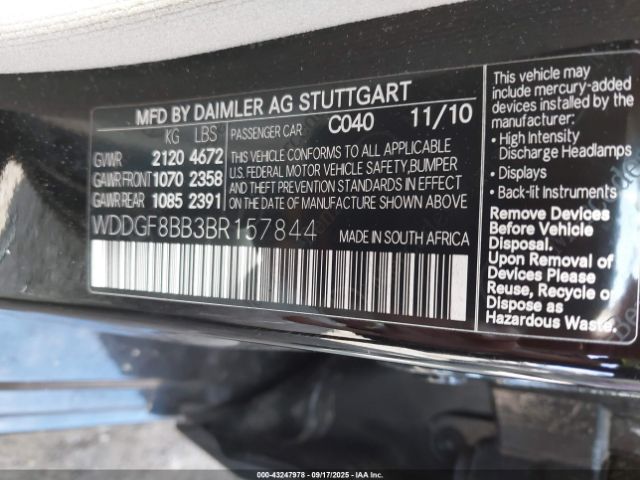 MFD BY DAIMLER AG STUTTGART
KG LBS PASSENGER CAR C040 11/10
GVWR 2120 4672
GAWR FRONT 1070 2358
GAWR REAR 1085 2391
THIS VEHICLE CONFORMS TO ALL APPLICABLE
U.S. FEDERAL MOTOR VEHICLE SAFETY, BUMPER
AND THEFT PREVENTION STANDARDS IN EFFECT
ON THE DATE OF MANUFACTURE SHOWN ABOVE
WDDGF8BB3BR157844 MADE IN SOUTH AFRICA
This vehicle may
include mercury-added
devices installed by the
manufacturer:
• High Intensity
Discharge Headlamps
• Displays
• Back-lit Instruments
Remove Devices
Before Vehicle
Disposal.
Upon Removal of
Devices Please
Reuse, Recycle or
Dispose as
Hazardous Waste.
00-43247978 - 09/17/2025 - IAA Inc.